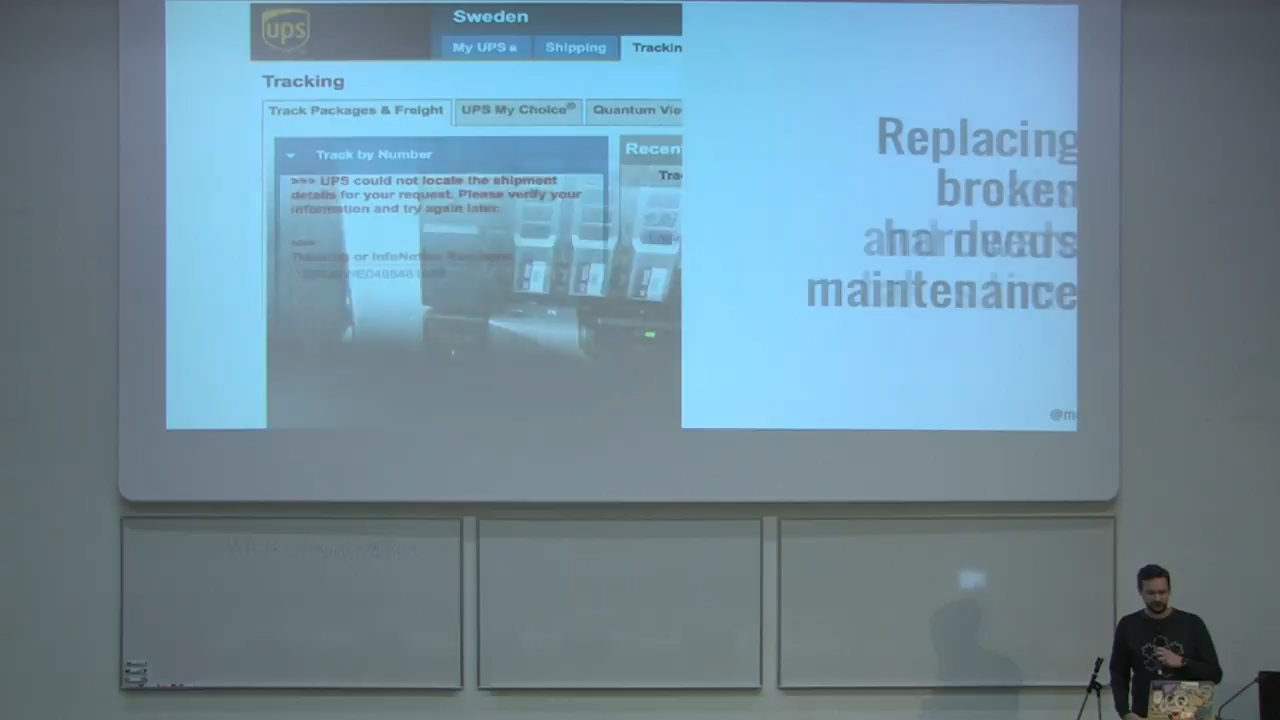 ups
Sweden
My UPS
Shipping
Trackin
Tracking
Track Packages & Freight
UPS My Choice®
Quantum Vie
Track by Number
Recen
>>> UPS could not locate the shipment
details for your request. Please verify your
information and try again later.
Tra
Replacing
broken
maintenance
@m